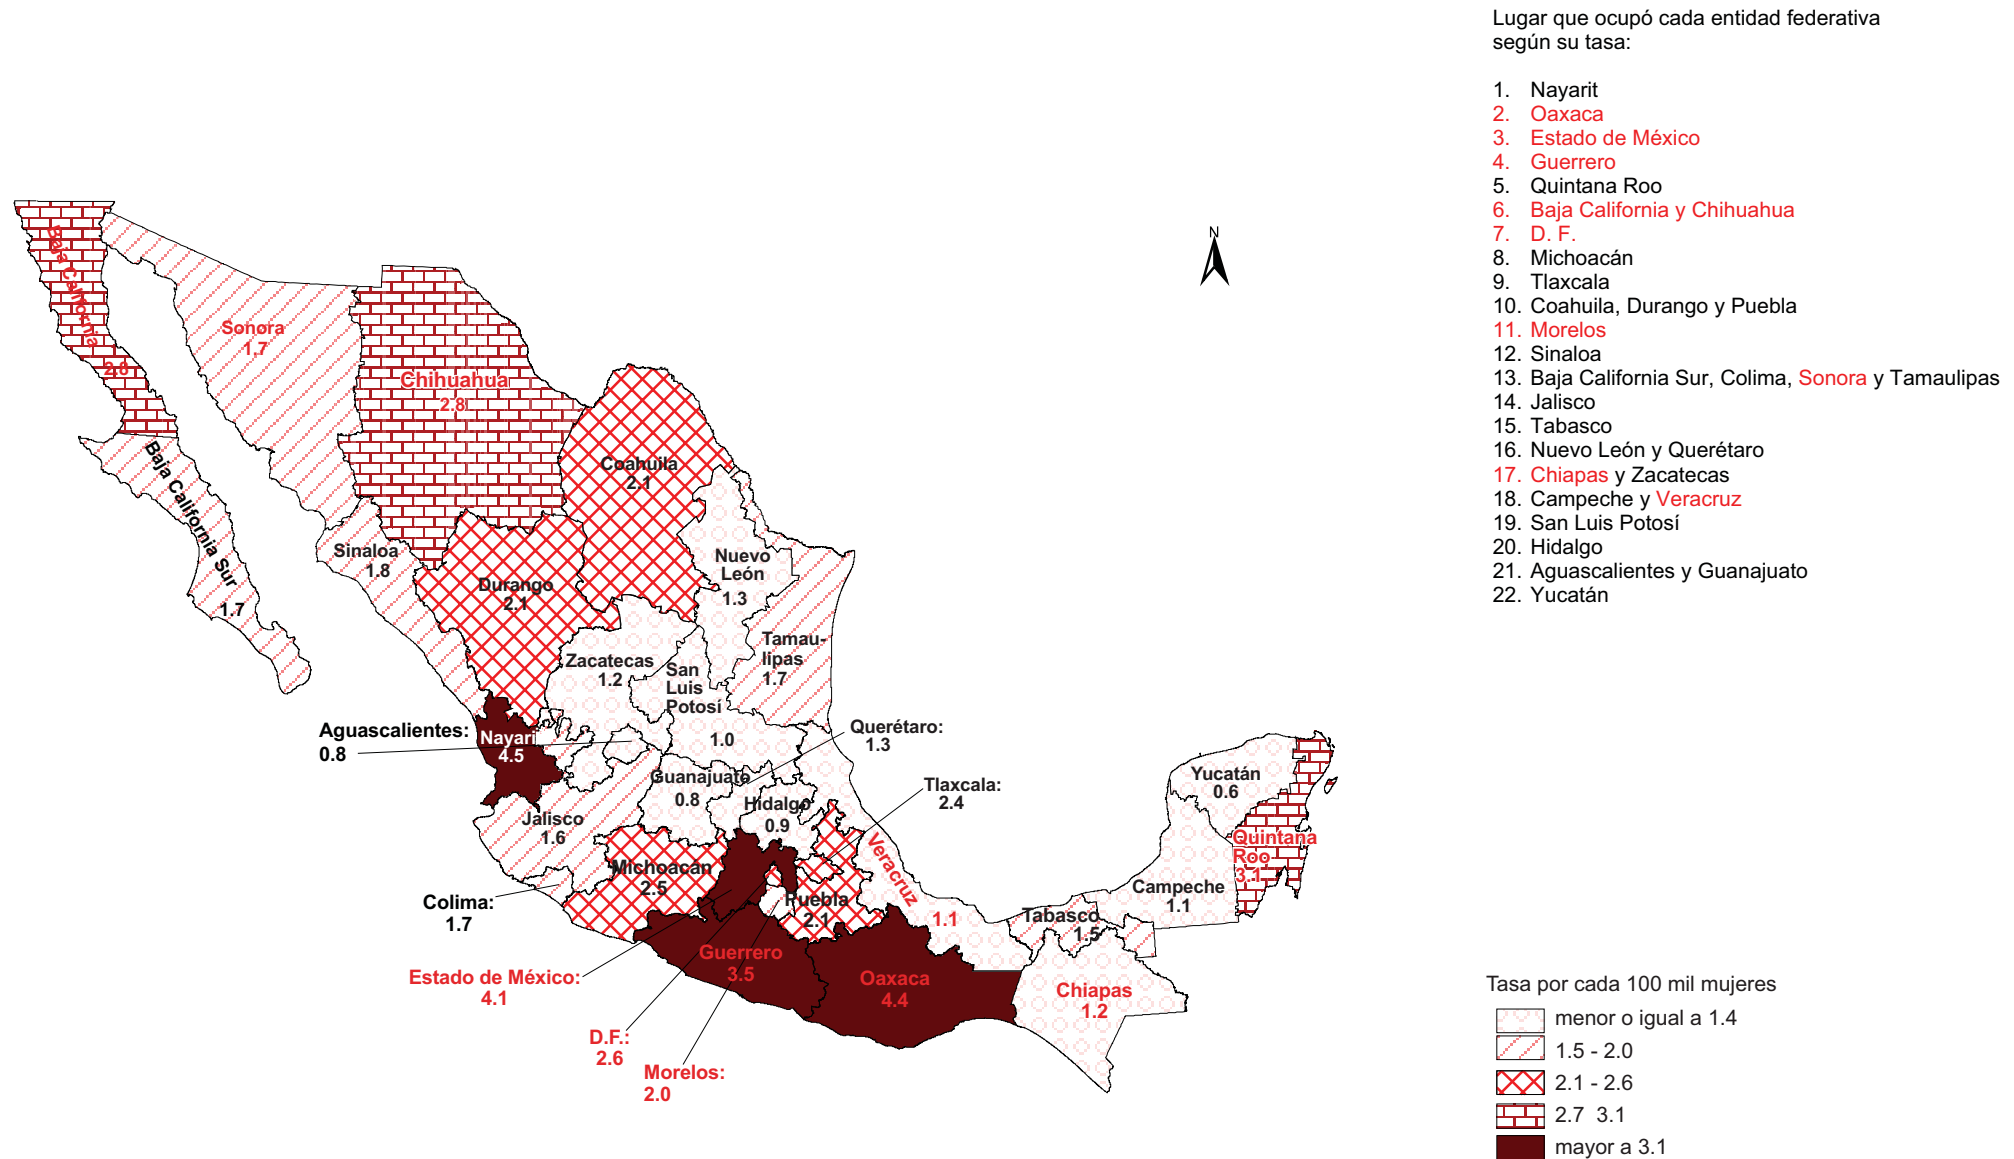 Lugar que ocupó cada entidad federativa
según su tasa:
1. Nayarit
2. Oaxaca
3. Estado de México
4. Guerrero
5. Quintana Roo
6. Baja California y Chihuahua
7. D. F.
8. Michoacán
9. Tlaxcala
10. Coahuila, Durango y Puebla
11. Morelos
12. Sinaloa
13. Baja California Sur, Colima, Sonora y Tamaulipas
14. Jalisco
15. Tabasco
16. Nuevo León y Querétaro
17. Chiapas y Zacatecas
18. Campeche y Veracruz
19. San Luis Potosí
20. Hidalgo
21. Aguascalientes y Guanajuato
22. Yucatán
N
Baja California
2.8
Sonora
1.7
Chihuahua
2.8
Coahuila
2.1
Baja California Sur
1.7
Sinaloa
1.8
Durango
2.1
Nuevo
León
1.3
Tamau-
lipas
1.7
Zacatecas
1.2
San
Luis
Potosí
1.0
Aguascalientes:
0.8
Nayari
4.5
Querétaro:
1.3
Guanajuato
0.8
Hidalgo
0.9
Tlaxcala:
2.4
Jalisco
1.6
Michoacán
2.5
Colima:
1.7
Puebla
2.1
Veracruz
1.1
Yucatán
0.6
Quintana
Roo
3.1
Campeche
1.1
Tabasco
1.5
Guerrero
3.5
Oaxaca
4.4
Chiapas
1.2
Estado de México:
4.1
D.F.:
2.6
Morelos:
2.0
Tasa por cada 100 mil mujeres
menor o igual a 1.4
1.5 - 2.0
2.1 - 2.6
2.7 3.1
mayor a 3.1